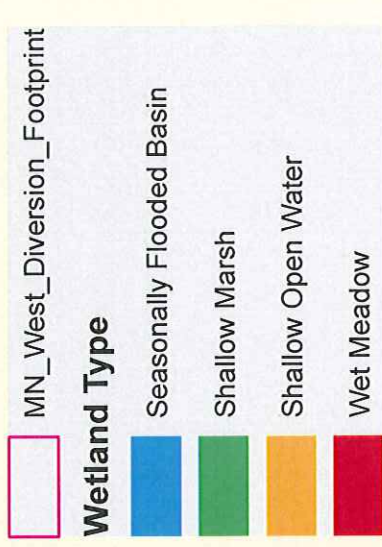 MN_West_Diversion_Footprint
Wetland Type
Seasonally Flooded Basin
Shallow Marsh
Shallow Open Water
Wet Meadow